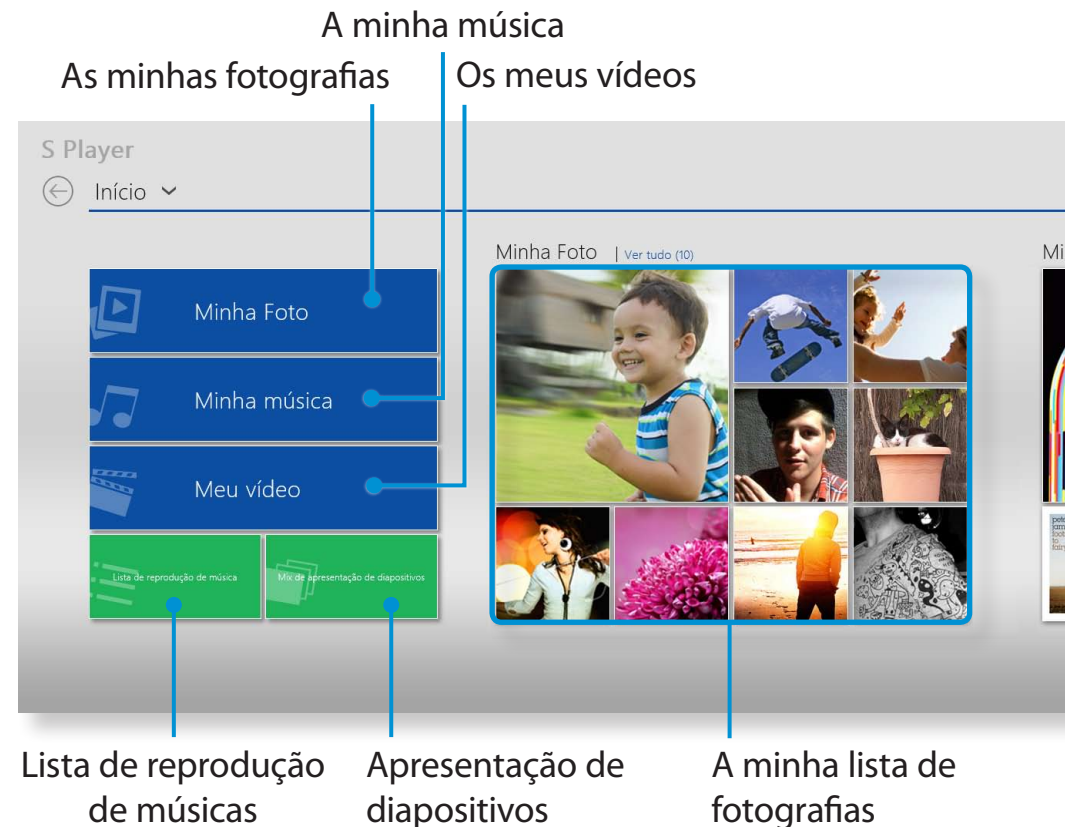 A minha música
As minhas fotografias
Os meus vídeos
S Player
Início
Minha Foto | Ver tudo (10)
Mi
Minha Foto
Minha música
Meu vídeo
Lista de reprodução de música
Mix de apresentação de diapositivos
Lista de reprodução
de músicas
Apresentação de
diapositivos
A minha lista de
fotografias